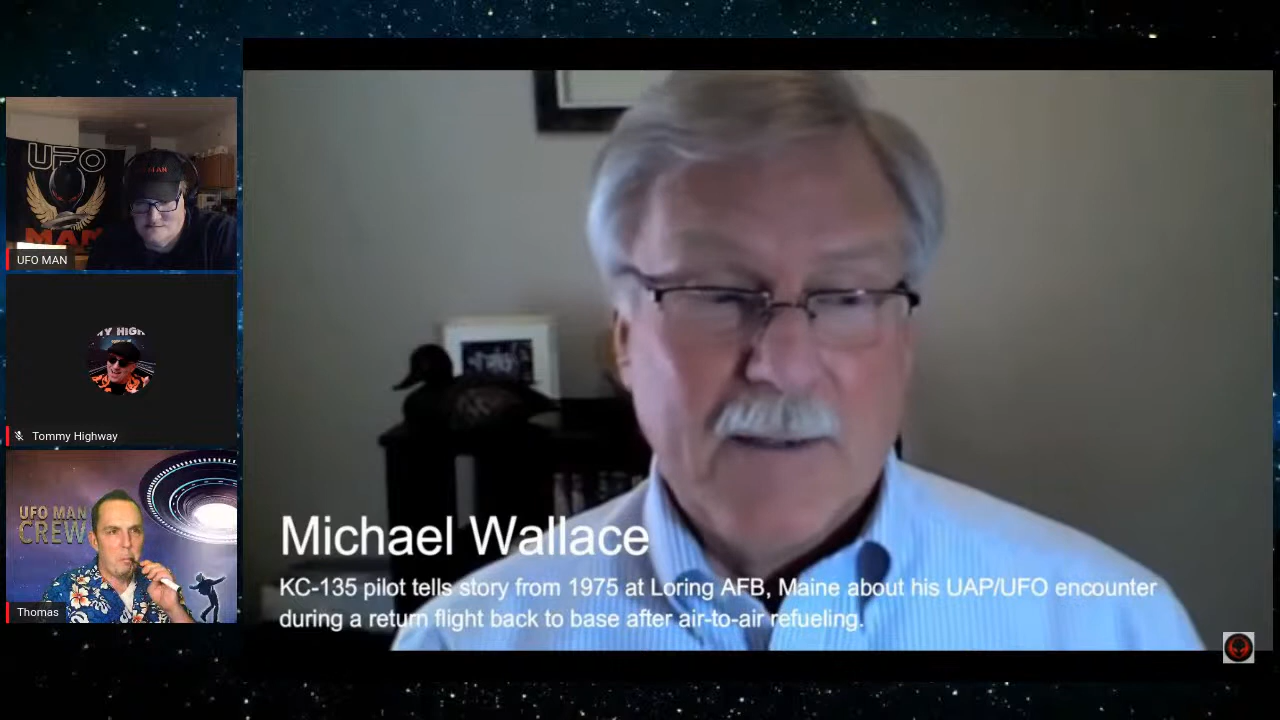 UFO
MAN
UFO MAN
Tommy Highway
UFO MAN
CREW
Thomas
Michael Wallace
KC-135 pilot tells story from 1975 at Loring AFB, Maine about his UAP/UFO encounter
during a return flight back to base after air-to-air refueling.